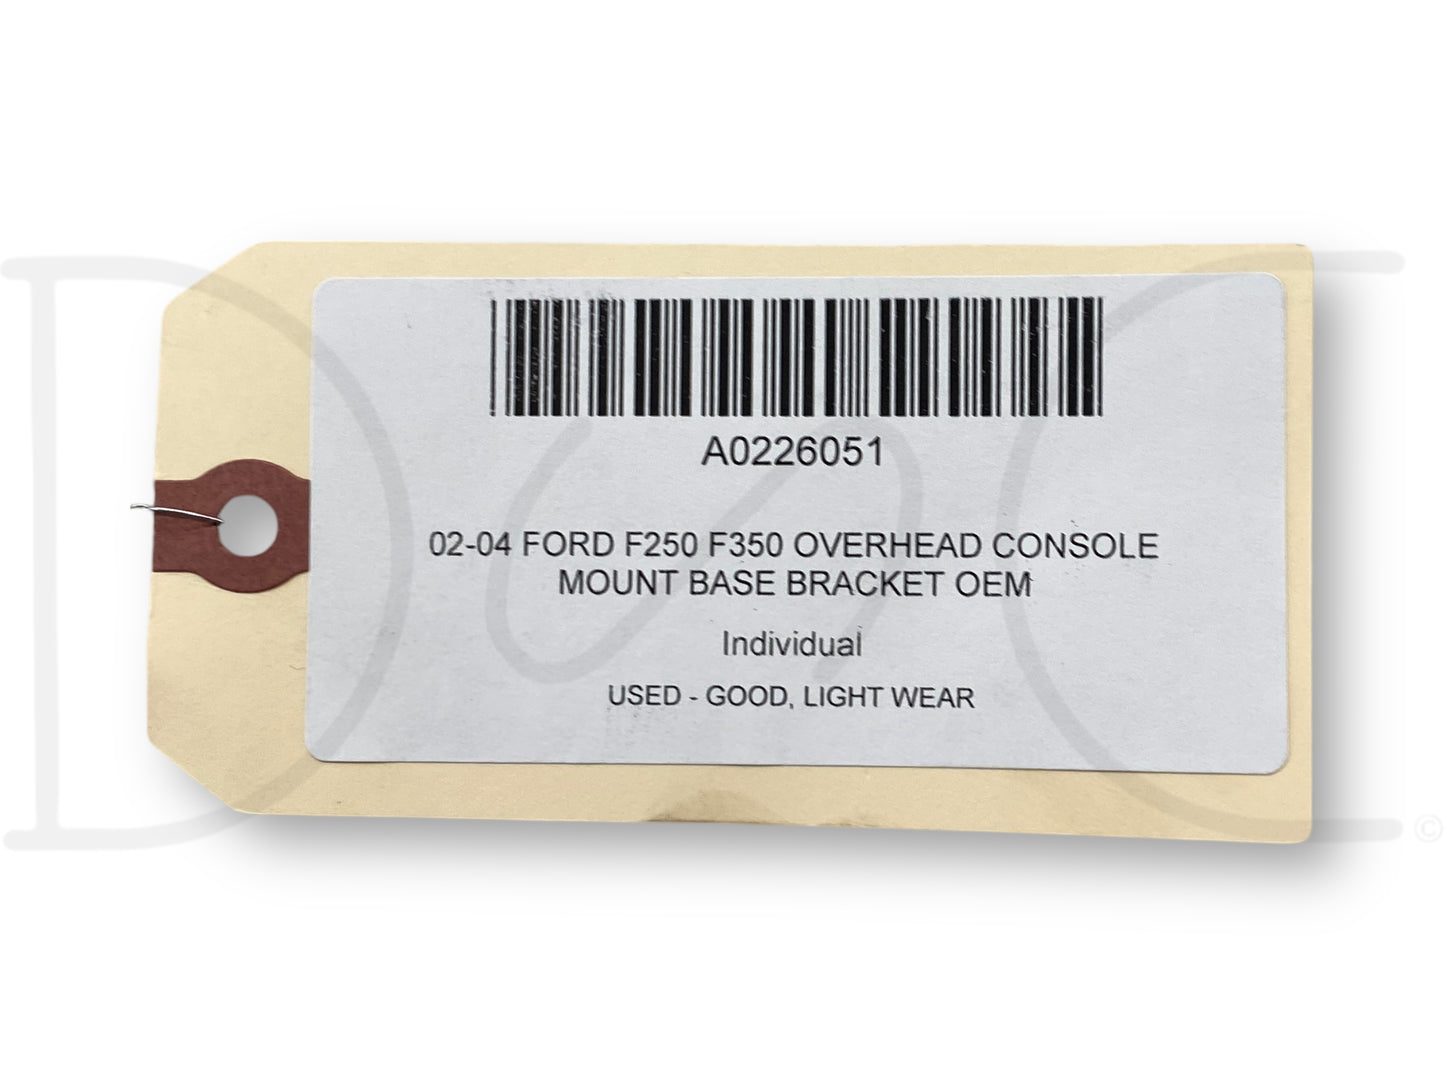 A0226051
02-04 FORD F250 F350 OVERHEAD CONSOLE
MOUNT BASE BRACKET OEM
Individual
USED - GOOD, LIGHT WEAR
D C
©